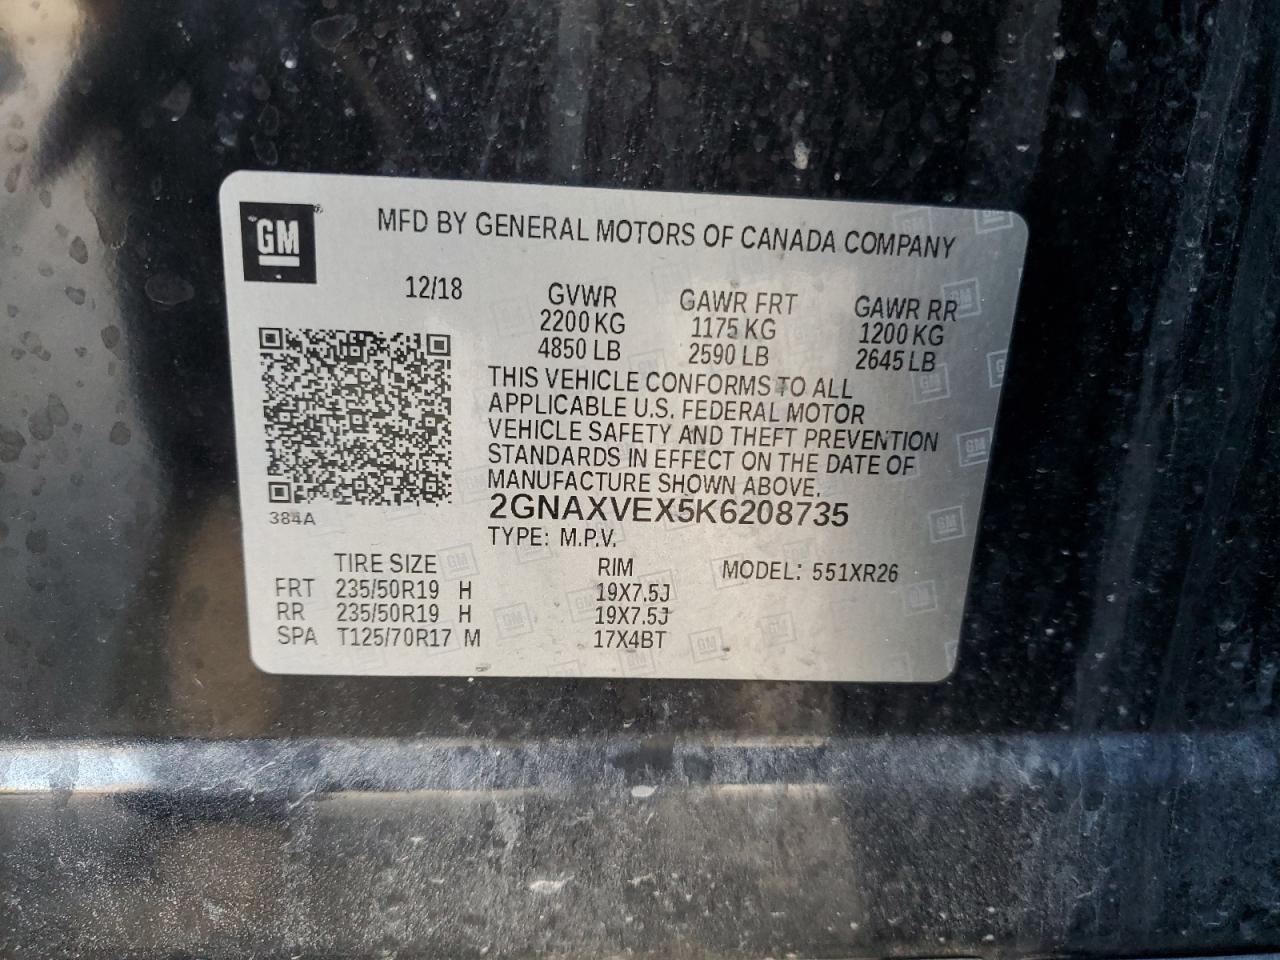 GM
MFD BY GENERAL MOTORS OF CANADA COMPANY
12/18
GVWR GAWR FRT GAWR RR
2200 KG 1175 KG 1200 KG
4850 LB 2590 LB 2645 LB
THIS VEHICLE CONFORMS TO ALL
APPLICABLE U.S. FEDERAL MOTOR
VEHICLE SAFETY AND THEFT PREVENTION
STANDARDS IN EFFECT ON THE DATE OF
MANUFACTURE SHOWN ABOVE.
384A
2GNAXVEX5K6208735
TYPE: M.P.V.
TIRE SIZE RIM MODEL: 551XR26
FRT 235/50R19 H 19X7.5J
RR 235/50R19 H 19X7.5J
SPA T125/70R17 M 17X4BT